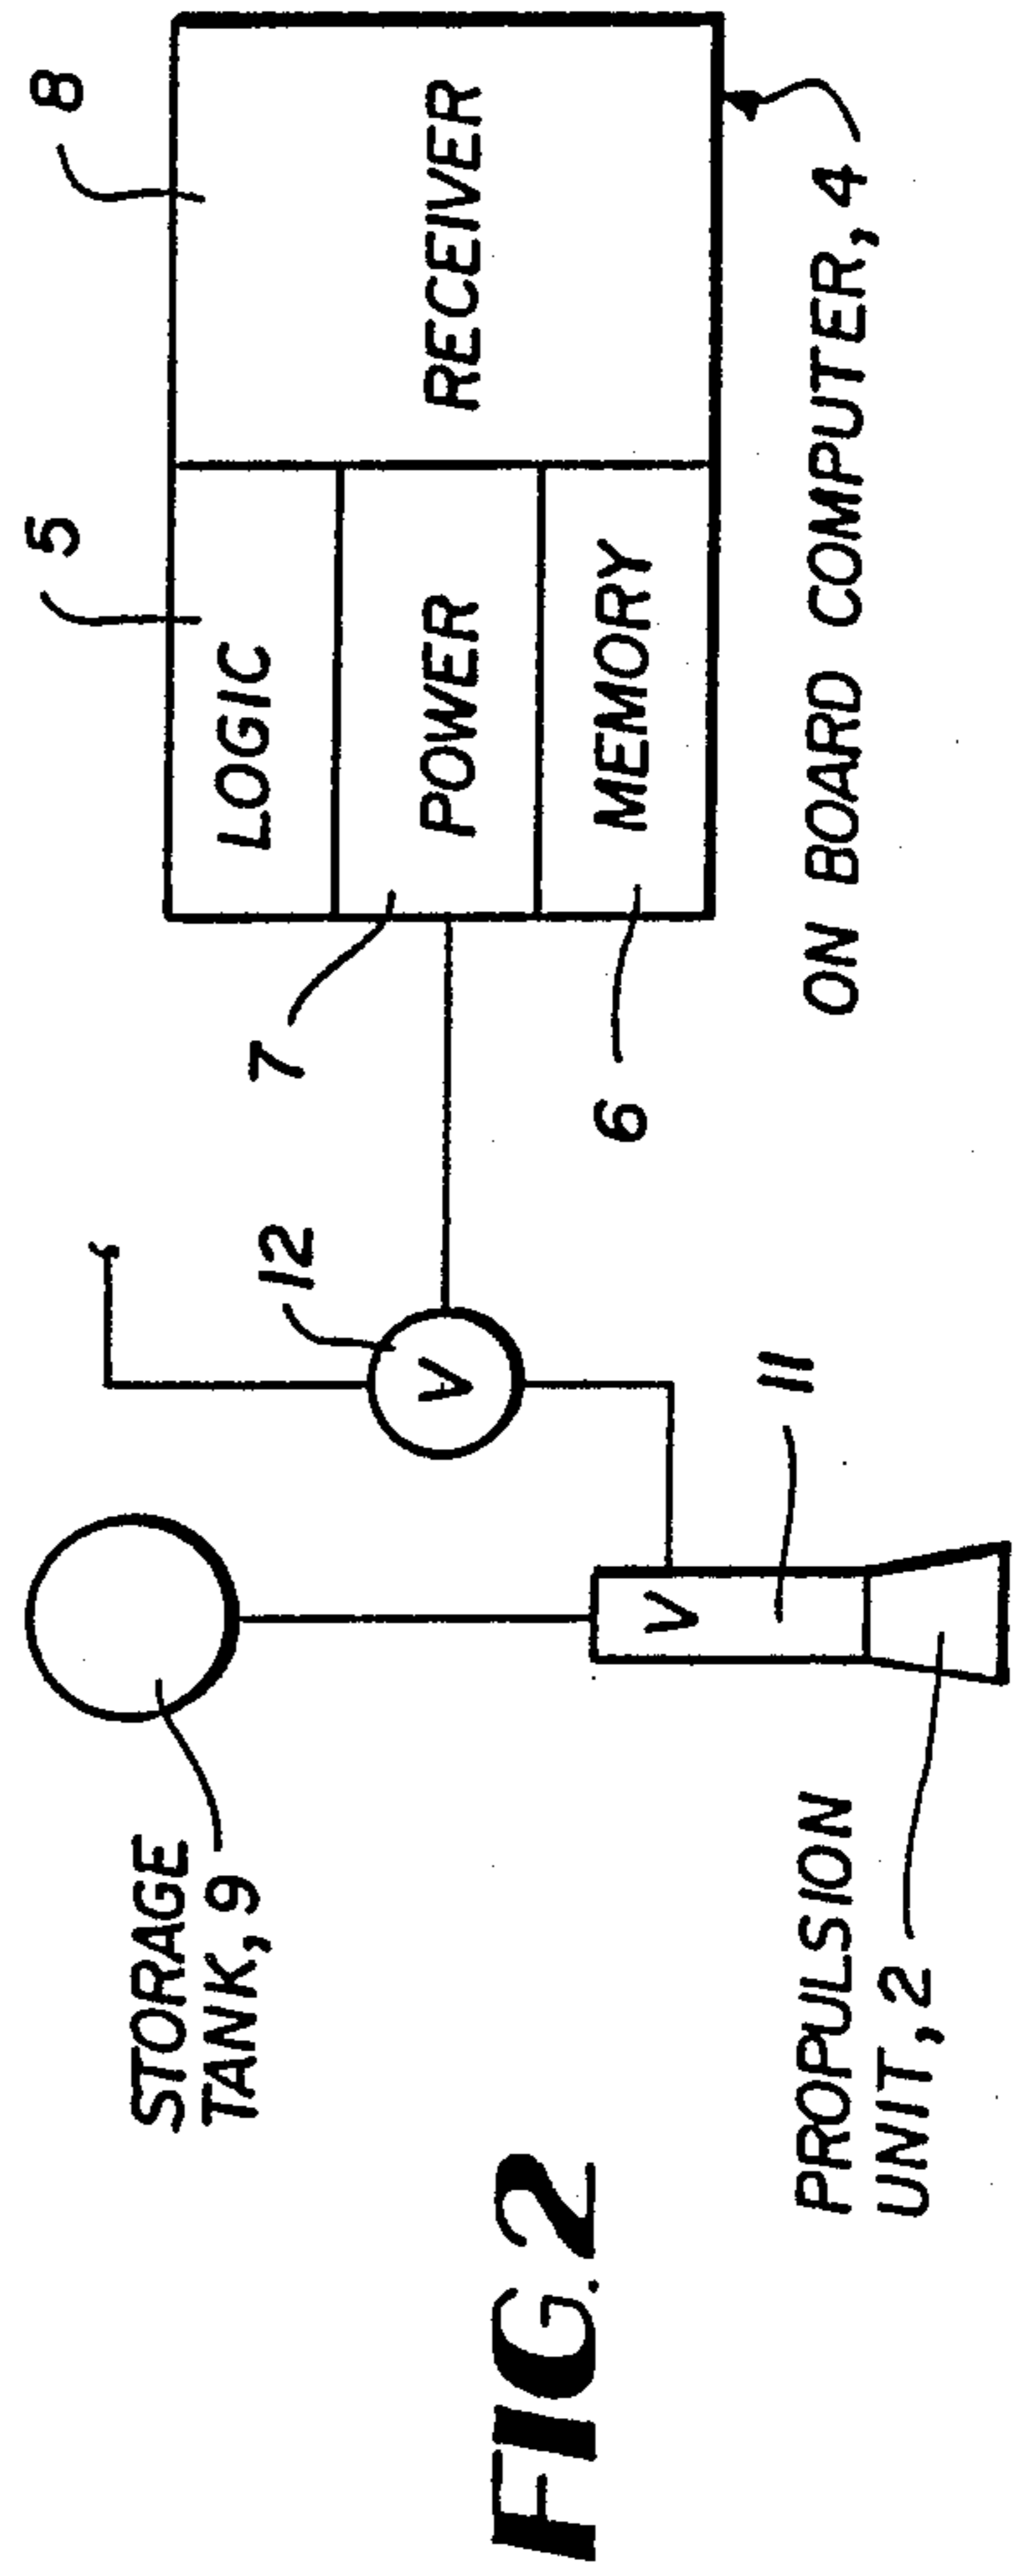 8
5
LOGIC
POWER
MEMORY
RECEIVER
7
6
ON BOARD COMPUTER, 4
12
V
11
V
STORAGE
TANK, 9
PROPULSION
UNIT, 2
FIG. 2